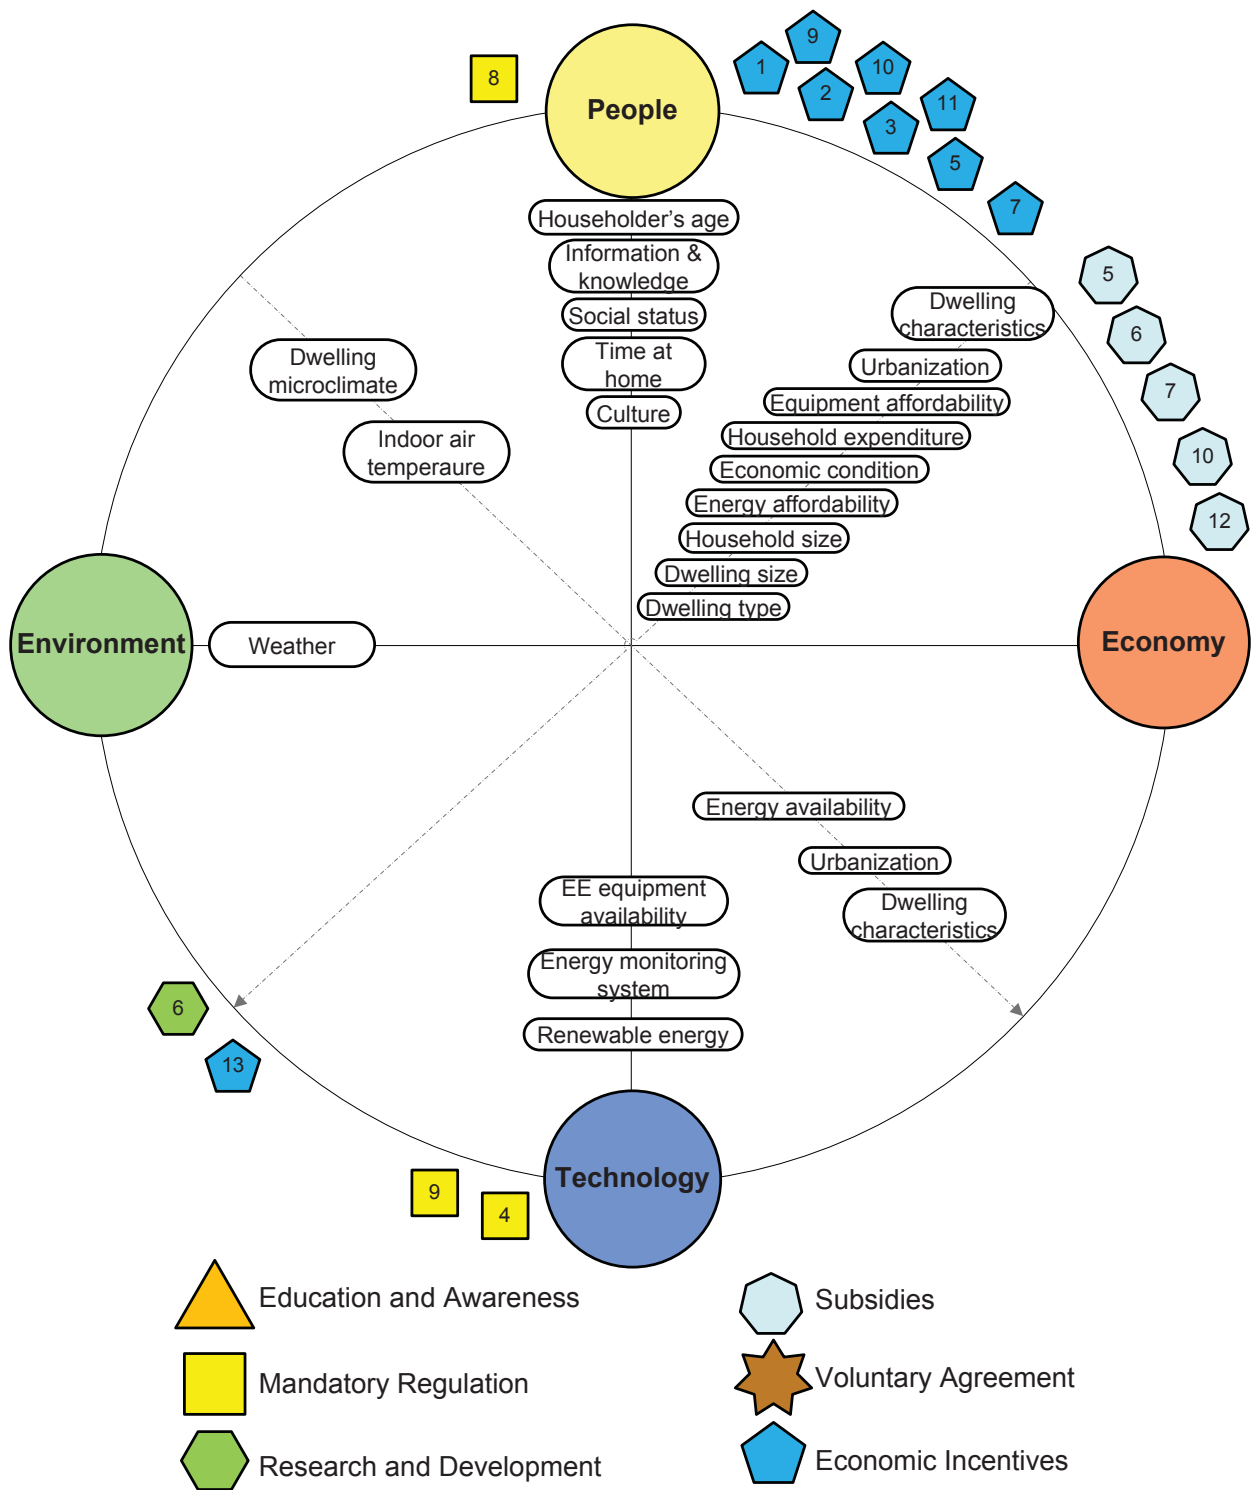 9
1
10
8
2
11
People
3
5
7
Householder's age
Information &
knowledge
Social status
Time at
home
Culture
Dwelling
microclimate
Indoor air
temperaure
Dwelling
characteristics
Urbanization
Equipment affordability
Household expenditure
Economic condition
Energy affordability
Household size
Dwelling size
Dwelling type
5
6
7
10
12
Environment
Weather
Economy
Energy availability
Urbanization
Dwelling
characteristics
EE equipment
availability
Energy monitoring
system
Renewable energy
6
13
Technology
9
4
Education and Awareness
Mandatory Regulation
Research and Development
Subsidies
Voluntary Agreement
Economic Incentives